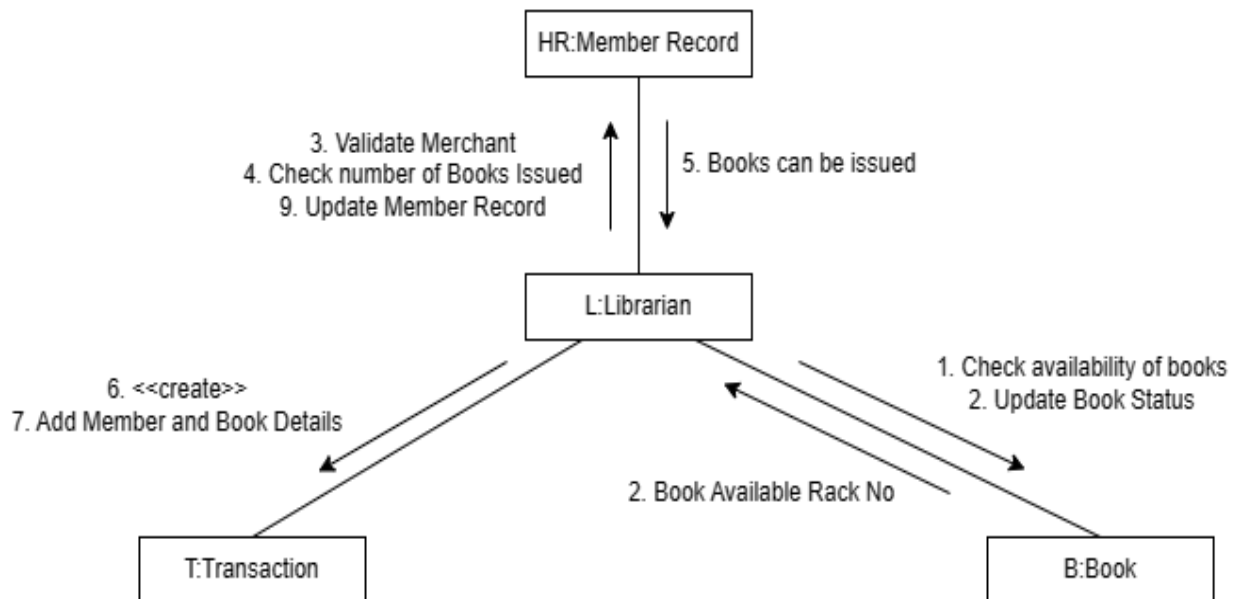 HR:Member Record
3. Validate Merchant
4. Check number of Books Issued
9. Update Member Record
5. Books can be issued
L:Librarian
6. <<create>>
7. Add Member and Book Details
1. Check availability of books
2. Update Book Status
2. Book Available Rack No
T:Transaction
B:Book